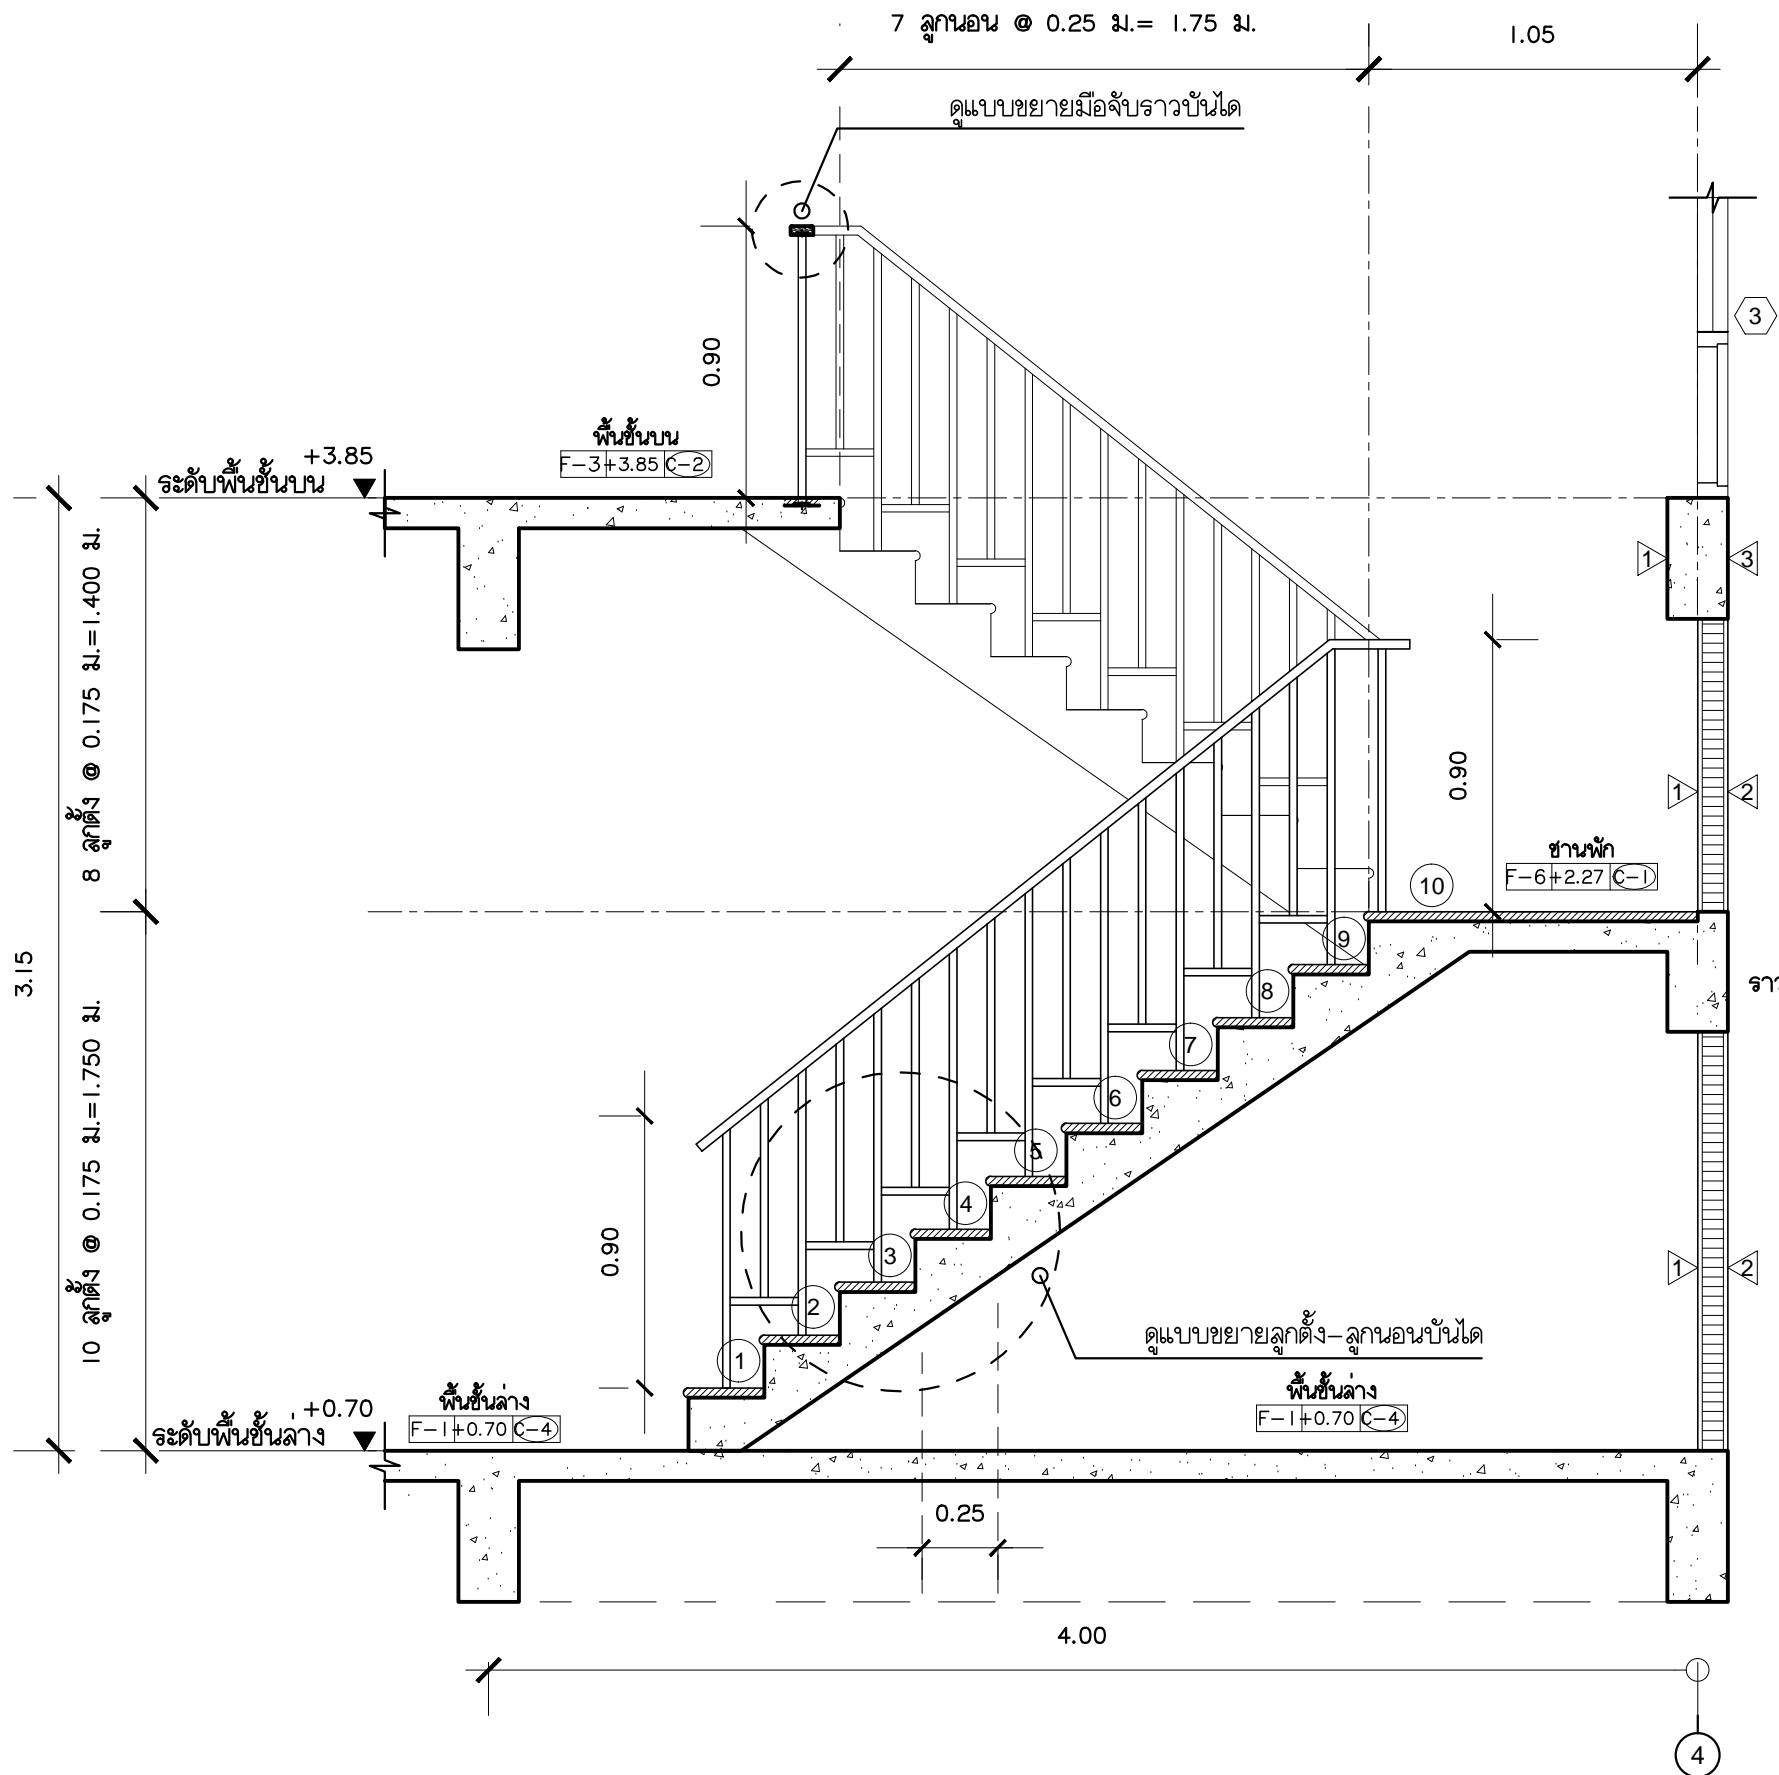 7 ลูกนอน @ 0.25 ม.= 1.75 ม.
1.05
ดูแบบขยายมือจับราวบันได
3
0.90
พื้นชั้นบน
F-3 +3.85 C-2
+3.85
ระดับพื้นชั้นบน
1
3
8 ลูกตั้ง @ 0.175 ม.=1.400 ม.
0.90
1
2
ชานพัก
F-6 +2.27 C-1
10
9
3.15
8
7
6
5
4
3
2
1
10 ลูกตั้ง @ 0.175 ม.=1.750 ม.
0.90
1
2
ดูแบบขยายลูกตั้ง-ลูกนอนบันได
พื้นชั้นล่าง
F-1 +0.70 C-4
พื้นชั้นล่าง
F-1 +0.70 C-4
+0.70
ระดับพื้นชั้นล่าง
0.25
4.00
4